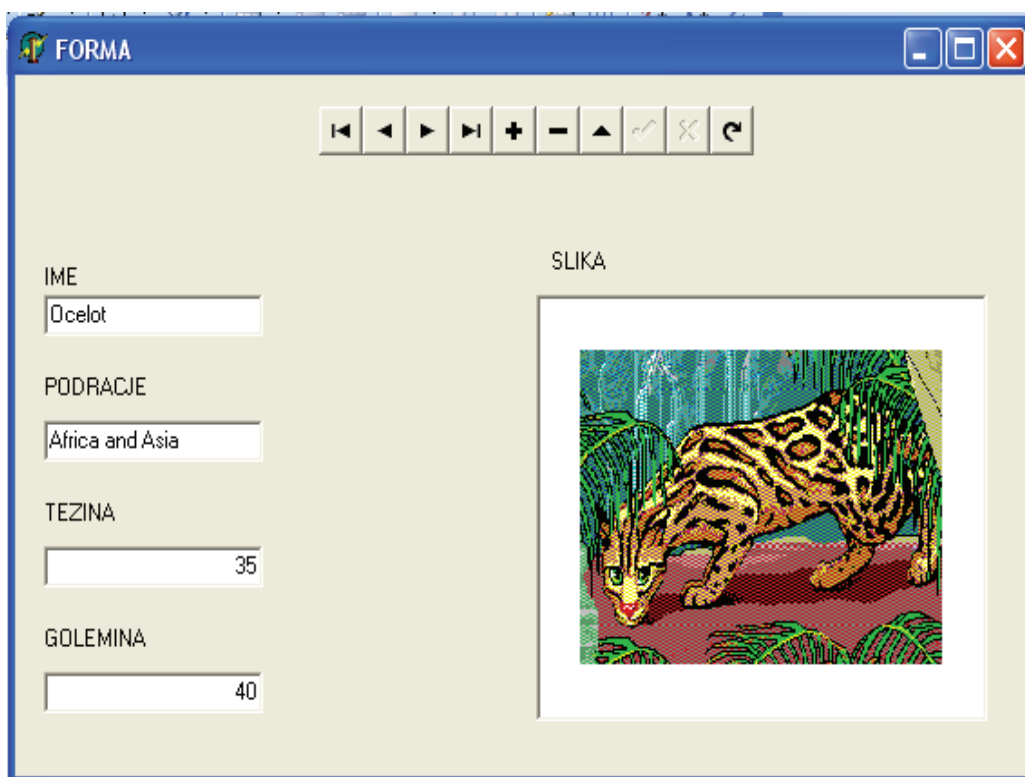 FORMA
SLIKA
IME
Ocelot
PODRACJE
Africa and Asia
TEZINA
35
GOLEMINA
40